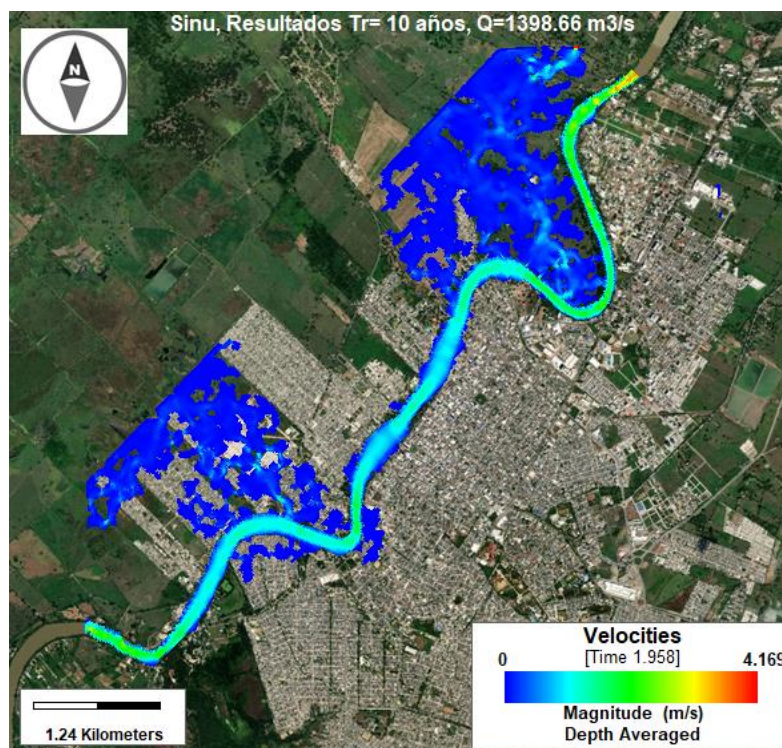 Sinu, Resultados Tr= 10 años, Q=1398.66 m3/s
N
1
Velocities
[Time 1.958]
0 4.169
Magnitude (m/s)
Depth Averaged
1.24 Kilometers